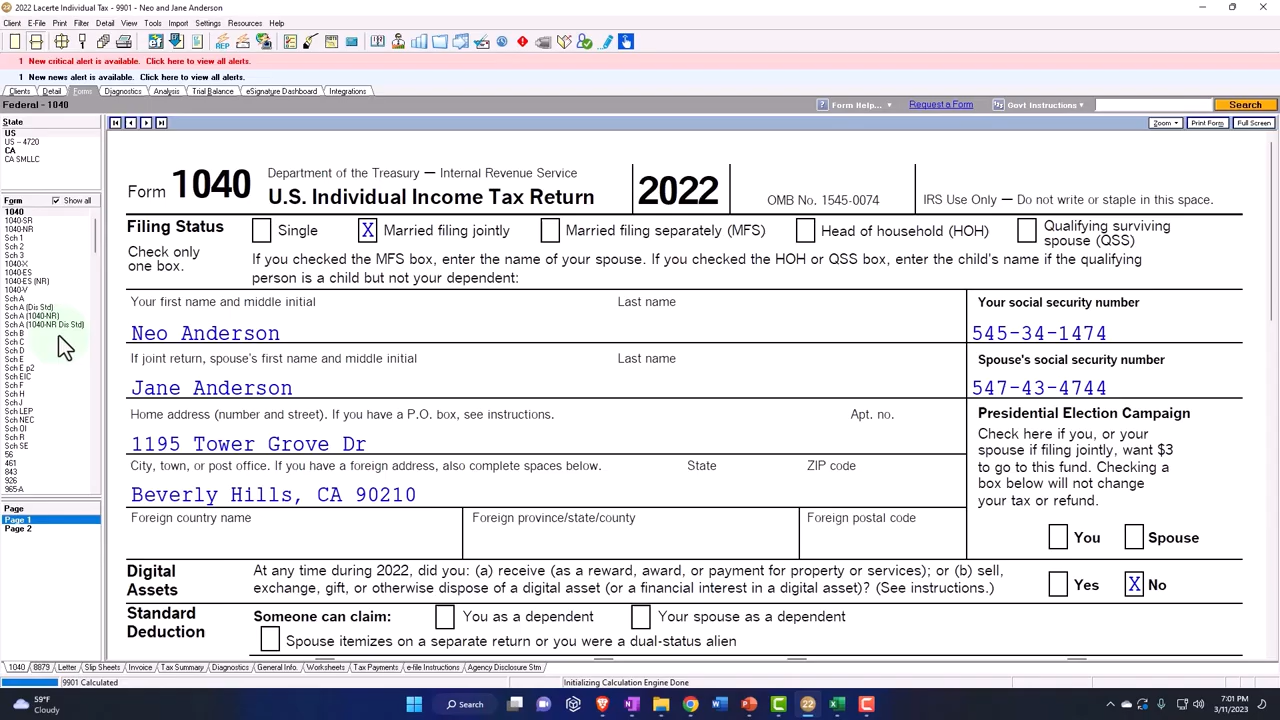 2022 Lacerte Individual Tax - 9901 - Neo and Jane Anderson
Client E-File Print Filter Detail View Tools Import Settings Resources Help
1 New critical alert is available. Click here to view all alerts.
1 New news alert is available. Click here to view all alerts.
Clients Detail Forms Diagnostics Analysis Trial Balance eSignature Dashboard Integrations
Federal - 1040
Form Help... Request a Form Govt Instructions Search
State
US
US - 4720
CA
CA SMLLC
Zoom Print Form Full Screen
Form Show all
1040
1040-SR
1040-NR
Sch 1
Sch 2
Sch 3
1040-X
1040-ES
1040-ES (NR)
1040-V
Sch A
Sch A (Dis Std)
Sch A (1040-NR)
Sch A (1040-NR Dis Std)
Sch B
Sch C
Sch D
Sch E
Sch E p2
Sch EIC
Sch F
Sch H
Sch J
Sch LEP
Sch NEC
Sch OI
Sch R
Sch SE
56
461
843
926
965-A
Page
Page 1
Page 2
Form 1040
Department of the Treasury — Internal Revenue Service
U.S. Individual Income Tax Return
2022
OMB No. 1545-0074
IRS Use Only — Do not write or staple in this space.
Filing Status
Check only
one box.
Single X Married filing jointly Married filing separately (MFS) Head of household (HOH) Qualifying surviving
spouse (QSS)
If you checked the MFS box, enter the name of your spouse. If you checked the HOH or QSS box, enter the child's name if the qualifying
person is a child but not your dependent:
Your first name and middle initial Last name Your social security number
Neo Anderson 545-34-1474
If joint return, spouse's first name and middle initial Last name Spouse's social security number
Jane Anderson 547-43-4744
Home address (number and street). If you have a P.O. box, see instructions. Apt. no.
1195 Tower Grove Dr
City, town, or post office. If you have a foreign address, also complete spaces below. State ZIP code
Beverly Hills, CA 90210
Foreign country name Foreign province/state/county Foreign postal code
Presidential Election Campaign
Check here if you, or your
spouse if filing jointly, want $3
to go to this fund. Checking a
box below will not change
your tax or refund.
You Spouse
Digital
Assets
At any time during 2022, did you: (a) receive (as a reward, award, or payment for property or services); or (b) sell,
exchange, gift, or otherwise dispose of a digital asset (or a financial interest in a digital asset)? (See instructions.)
Yes X No
Standard
Deduction
Someone can claim: You as a dependent Your spouse as a dependent
Spouse itemizes on a separate return or you were a dual-status alien
1040 8879 Letter Slip Sheets Invoice Tax Summary Diagnostics General Info. Worksheets Tax Payments e-file Instructions Agency Disclosure Stm
9901 Calculated Initializing Calculation Engine Done
59°F
Cloudy
Search
7:01 PM
3/11/2023